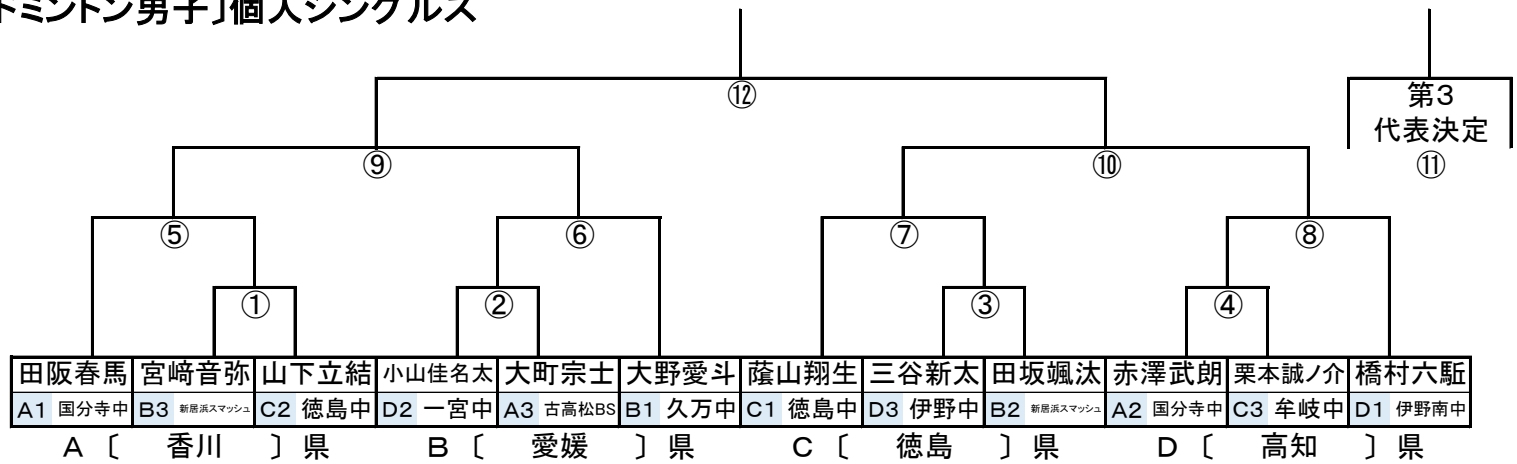 ドミントン男子」個人シングルス
⑫
第3
代表決定
⑪
⑨ ⑩
⑤ ⑥ ⑦ ⑧
① ② ③ ④
田阪春馬 宮﨑音弥 山下立結 小山佳名太 大町宗士 大野愛斗 蔭山翔生 三谷新太 田坂颯汰 赤澤武朗 栗本誠ノ介 橋村六駈
A1 国分寺中 B3 新居浜スマッシュ C2 徳島中 D2 一宮中 A3 古高松BS B1 久万中 C1 徳島中 D3 伊野中 B2 新居浜スマッシュ A2 国分寺中 C3 牟岐中 D1 伊野南中
A 〔 香川 〕県 B 〔 愛媛 〕県 C 〔 徳島 〕県 D 〔 高知 〕県